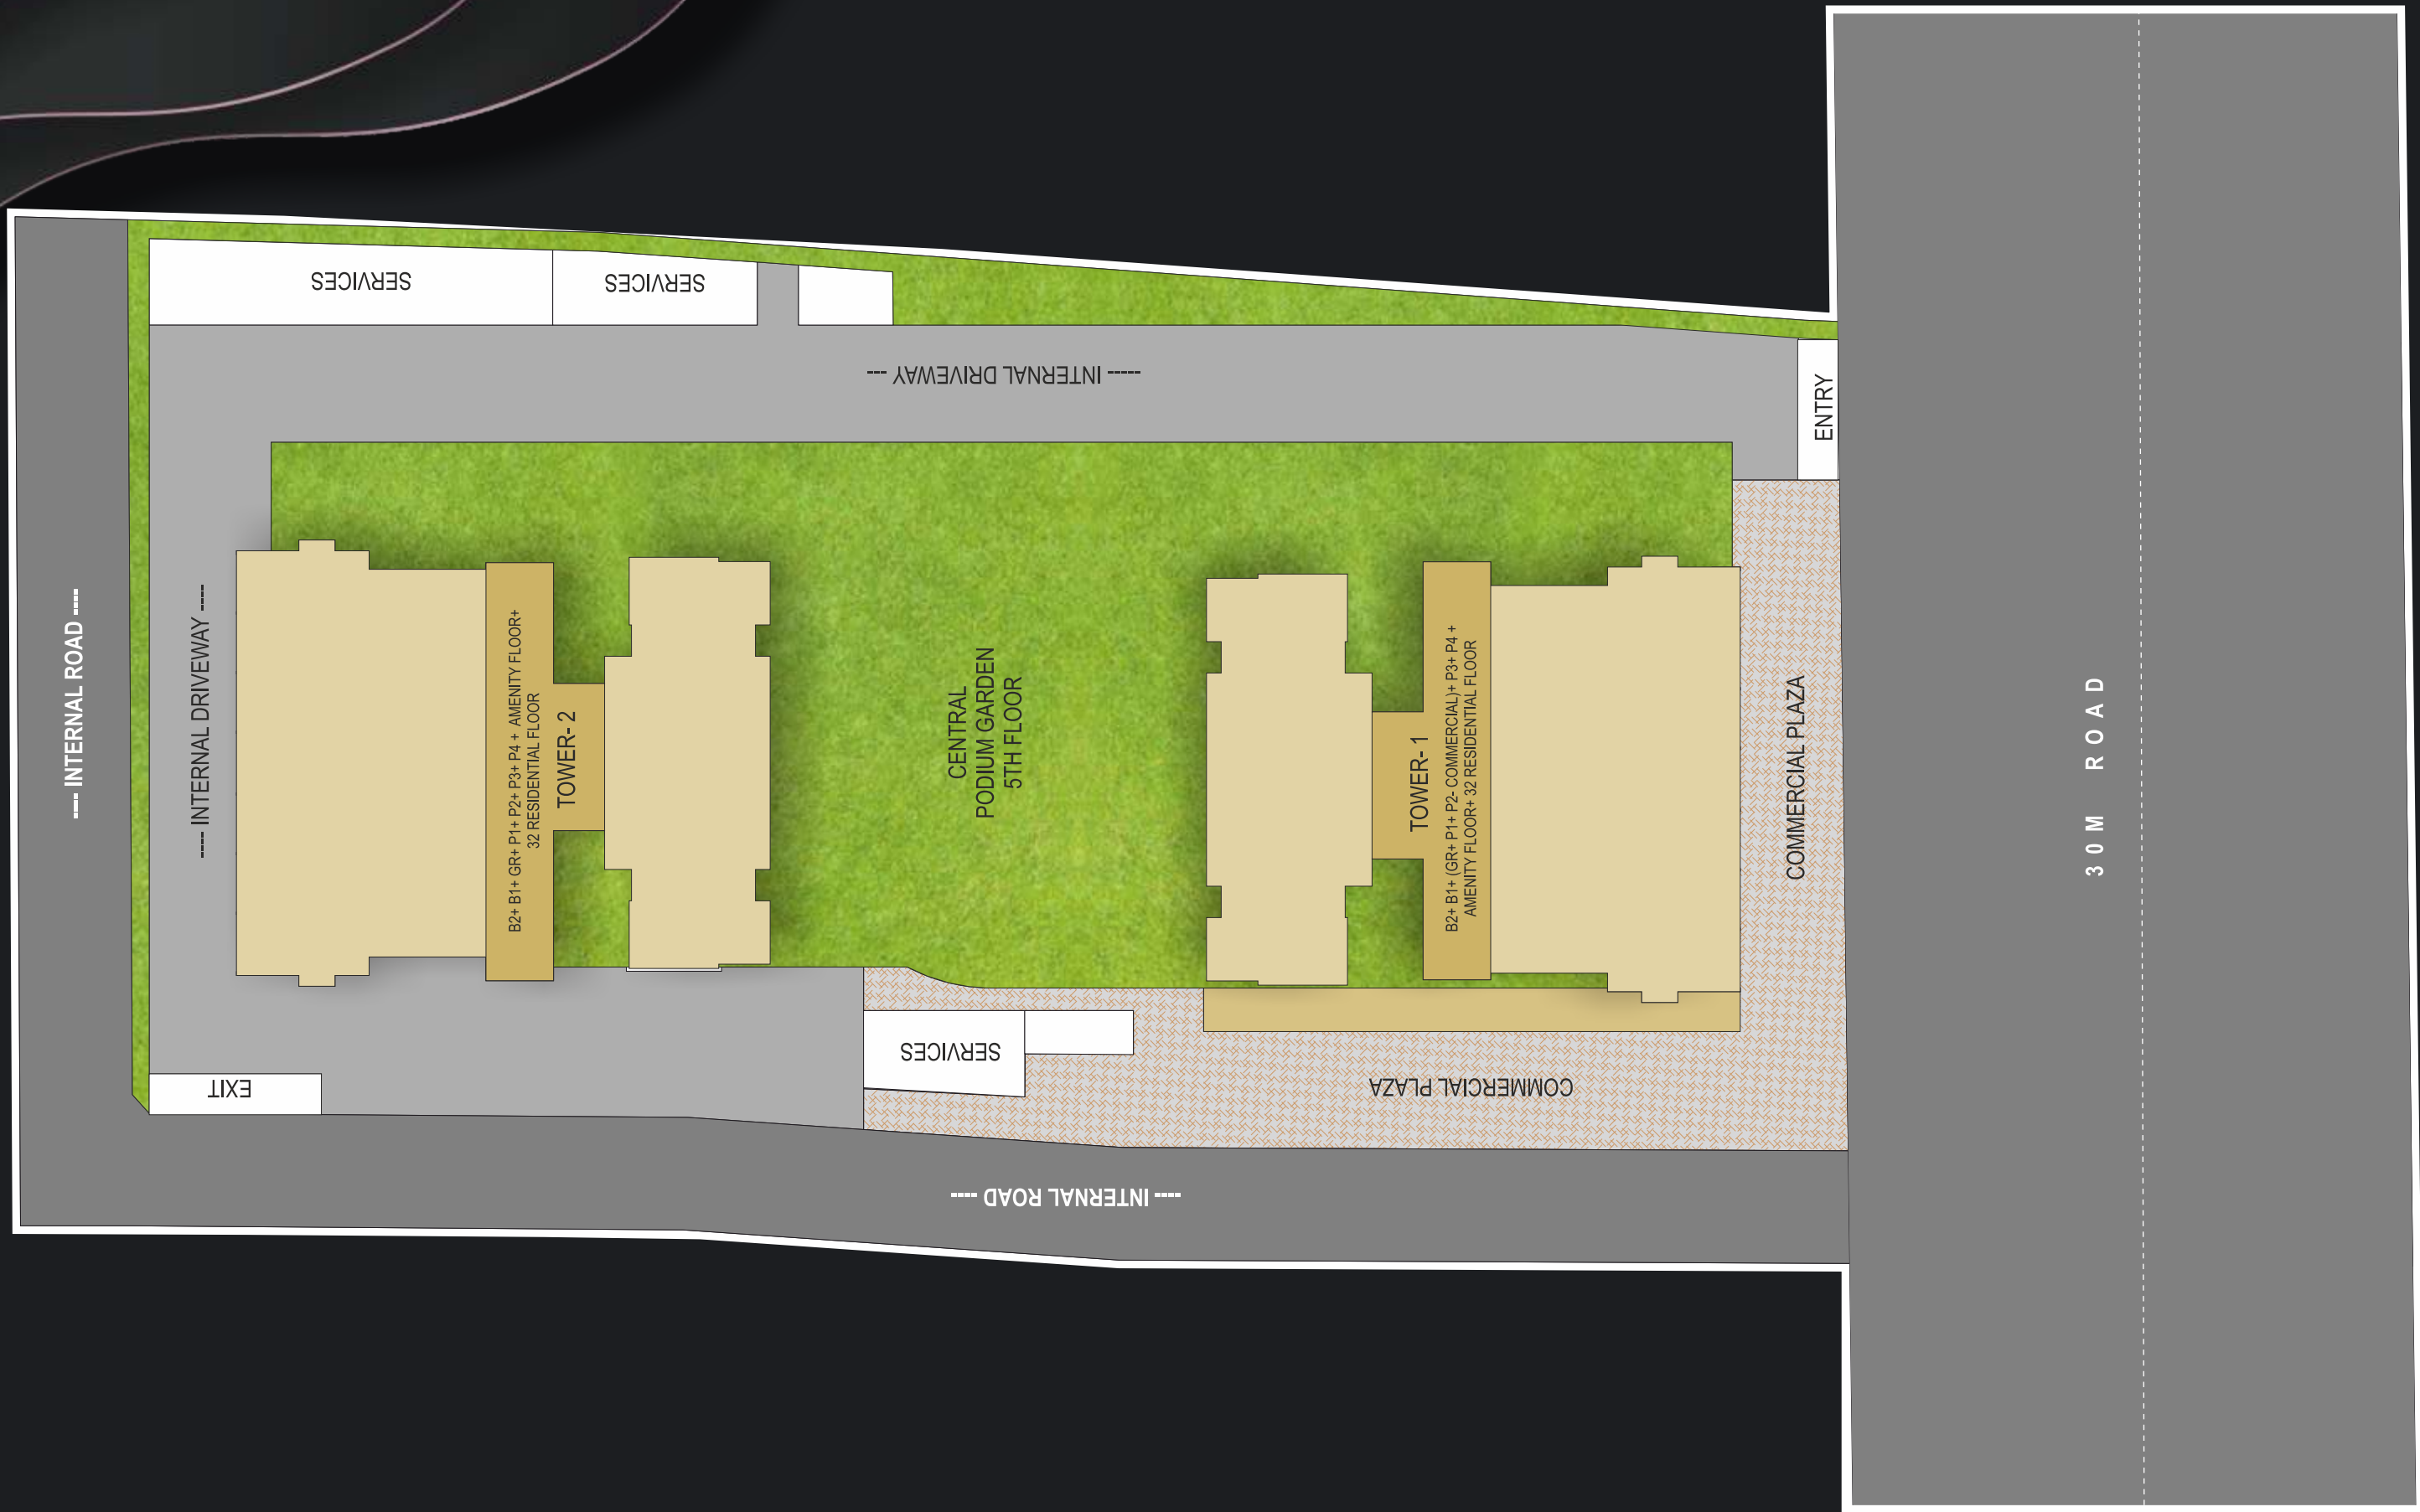 SERVICES
SERVICES
----- INTERNAL DRIVEWAY ---
ENTRY
---- INTERNAL ROAD ----
---- INTERNAL DRIVEWAY ----
B2+ B1+ GR+ P1+ P2+ P3+ P4 + AMENITY FLOOR+
32 RESIDENTIAL FLOOR
TOWER- 2
CENTRAL
PODIUM GARDEN
5TH FLOOR
TOWER- 1
B2+ B1+ (GR+ P1+ P2- COMMERCIAL)+ P3+ P4 +
AMENITY FLOOR+ 32 RESIDENTIAL FLOOR
COMMERCIAL PLAZA
30M ROAD
SERVICES
EXIT
COMMERCIAL PLAZA
---- INTERNAL ROAD ----